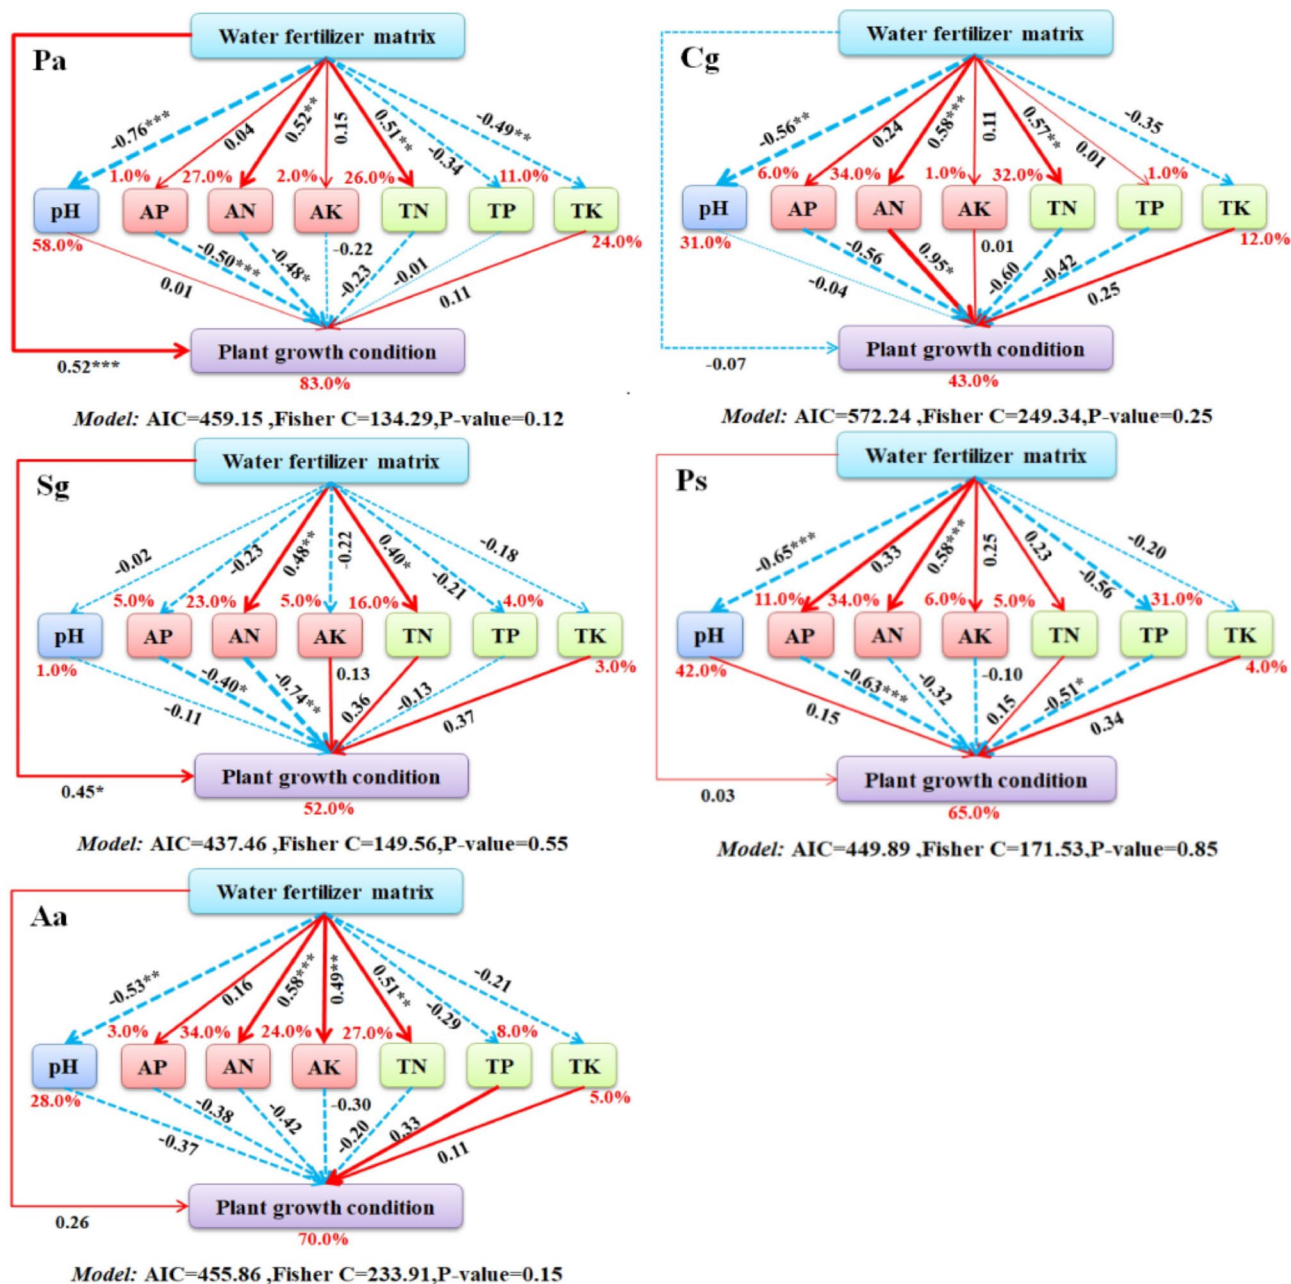 Water fertilizer matrix
Pa
-0.76***
0.04
0.52**
0.15
0.51**
-0.34
-0.49**
1.0%
27.0%
2.0%
26.0%
11.0%
pH
AP
AN
AK
TN
TP
TK
58.0%
24.0%
0.01
-0.50***
-0.48*
-0.22
-0.23
-0.01
0.11
Plant growth condition
0.52***
83.0%
Model: AIC=459.15 ,Fisher C=134.29,P-value=0.12
Water fertilizer matrix
Cg
-0.56**
0.24
0.58***
0.11
0.57**
0.01
-0.35
6.0%
34.0%
1.0%
32.0%
1.0%
pH
AP
AN
AK
TN
TP
TK
31.0%
12.0%
-0.04
-0.56
0.95*
0.01
-0.60
-0.42
0.25
Plant growth condition
-0.07
43.0%
Model: AIC=572.24 ,Fisher C=249.34,P-value=0.25
Water fertilizer matrix
Sg
-0.02
-0.23
0.48**
-0.22
0.40*
-0.21
-0.18
5.0%
23.0%
5.0%
16.0%
4.0%
pH
AP
AN
AK
TN
TP
TK
1.0%
3.0%
-0.11
-0.40*
-0.74**
0.13
0.36
-0.13
0.37
Plant growth condition
0.45*
52.0%
Model: AIC=437.46 ,Fisher C=149.56,P-value=0.55
Water fertilizer matrix
Ps
-0.65***
0.33
0.58***
0.25
0.23
-0.56
-0.20
11.0%
34.0%
6.0%
5.0%
31.0%
pH
AP
AN
AK
TN
TP
TK
42.0%
4.0%
0.15
-0.63***
-0.32
-0.10
0.15
-0.51*
0.34
Plant growth condition
0.03
65.0%
Model: AIC=449.89 ,Fisher C=171.53,P-value=0.85
Water fertilizer matrix
Aa
-0.53**
0.16
0.58***
0.49**
0.51**
-0.29
-0.21
3.0%
34.0%
24.0%
27.0%
8.0%
pH
AP
AN
AK
TN
TP
TK
28.0%
5.0%
-0.37
-0.38
-0.42
-0.30
-0.20
0.33
0.11
Plant growth condition
0.26
70.0%
Model: AIC=455.86 ,Fisher C=233.91,P-value=0.15